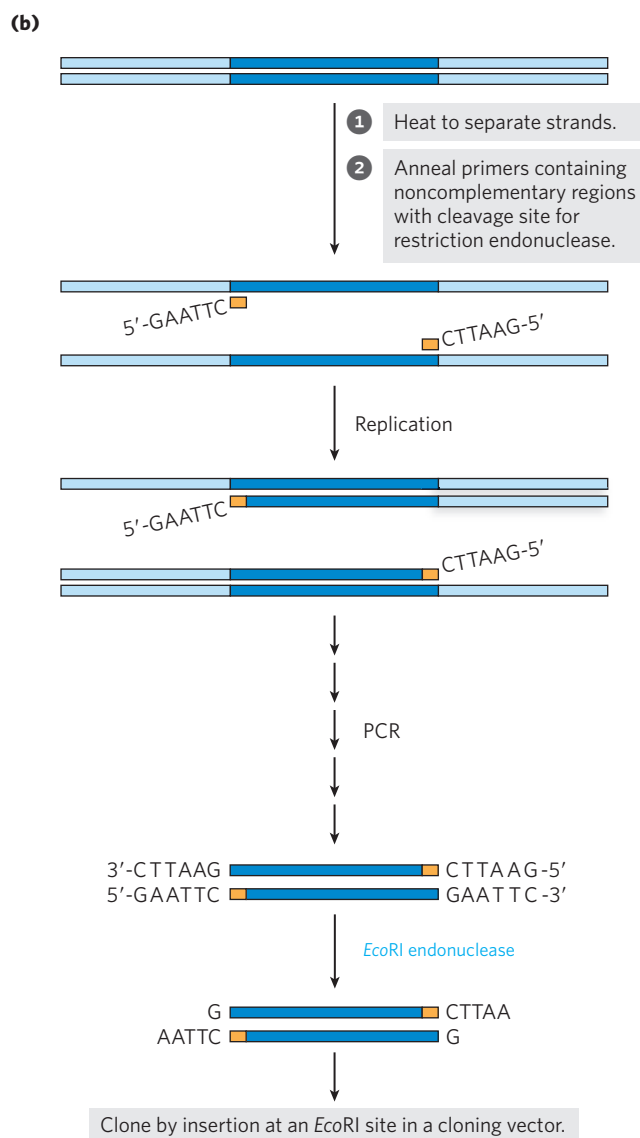 (b)
1 Heat to separate strands.
2 Anneal primers containing
noncomplementary regions
with cleavage site for
restriction endonuclease.
5′-GAATTC
CTTAAG-5′
Replication
5′-GAATTC
CTTAAG-5′
PCR
3′-CTTAAG CTTAAG-5′
5′-GAATTC GAATTC-3′
EcoRI endonuclease
G CTTAA
AATTC G
Clone by insertion at an EcoRI site in a cloning vector.